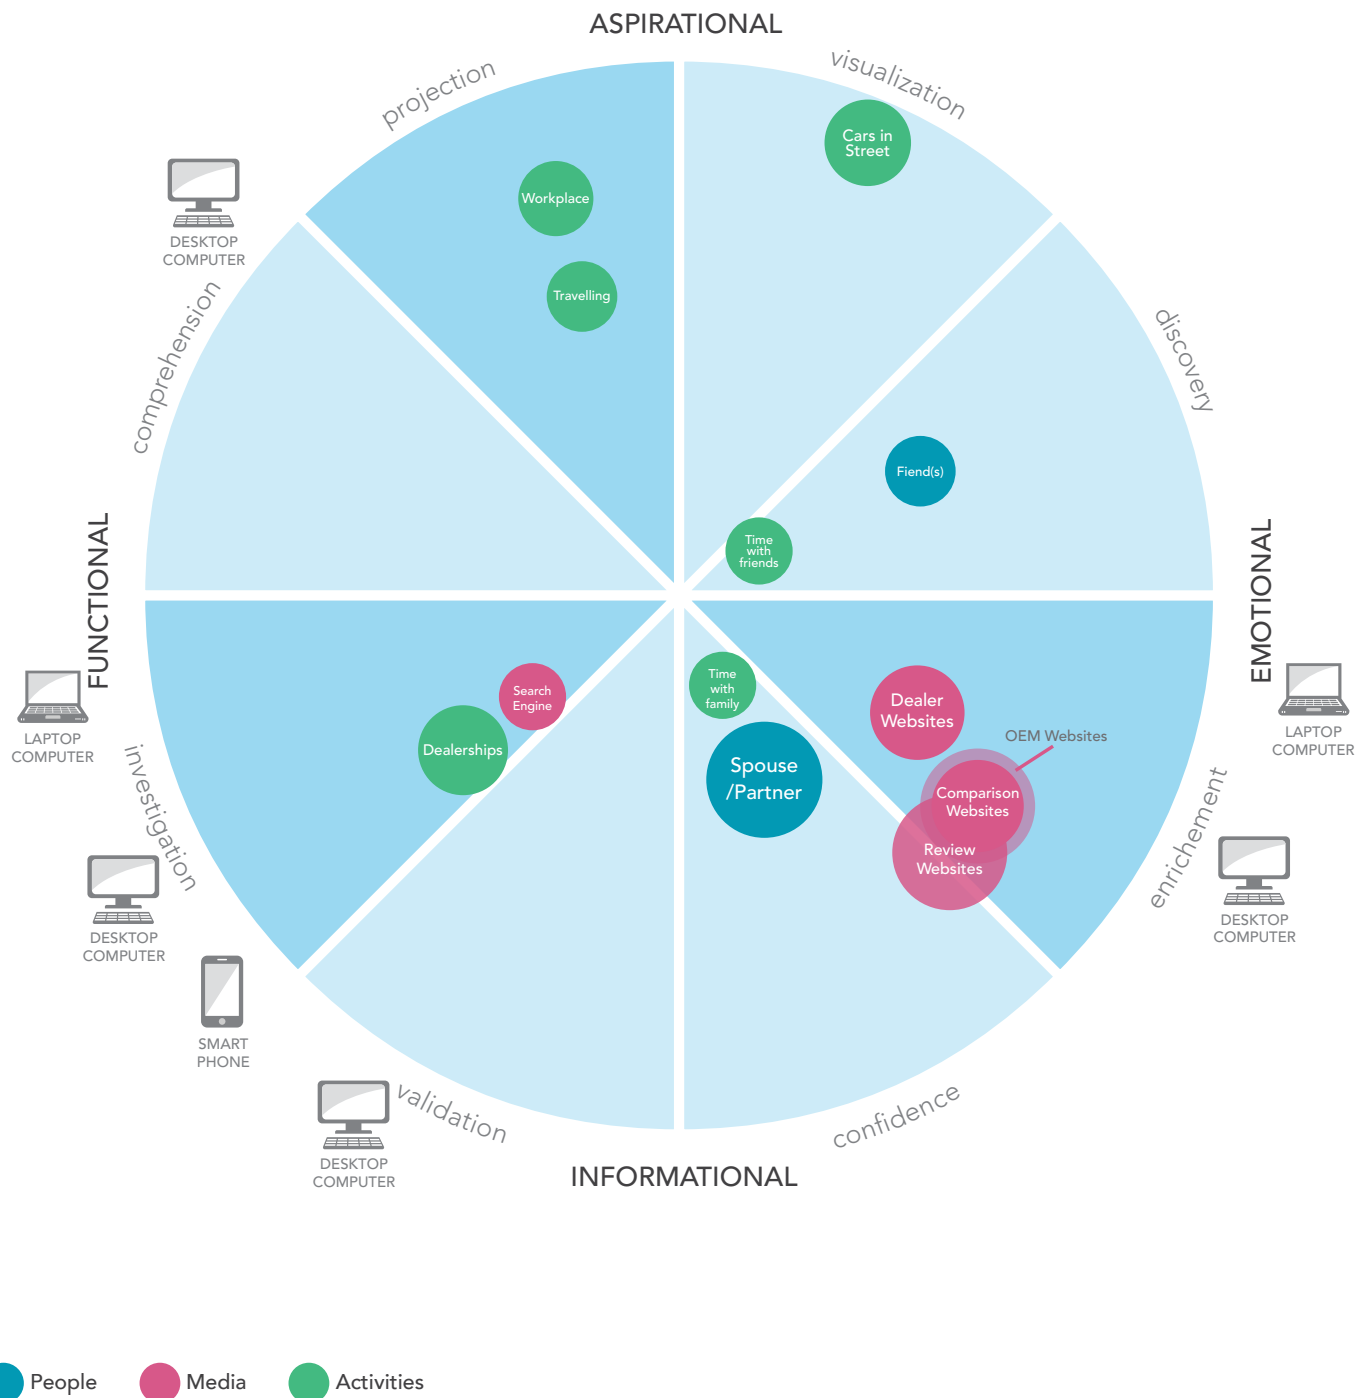 ASPIRATIONAL
projection
visualization
Cars in
Street
Workplace
DESKTOP
COMPUTER
Travelling
comprehension
discovery
Fiend(s)
Time
with
friends
FUNCTIONAL
EMOTIONAL
Search
Engine
Time
with
family
Dealer
Websites
LAPTOP
COMPUTER
LAPTOP
COMPUTER
OEM Websites
Dealerships
Spouse
/Partner
Comparison
Websites
investigation
enrichement
Review
Websites
DESKTOP
COMPUTER
DESKTOP
COMPUTER
SMART
PHONE
validation
confidence
DESKTOP
COMPUTER
INFORMATIONAL
People
Media
Activities